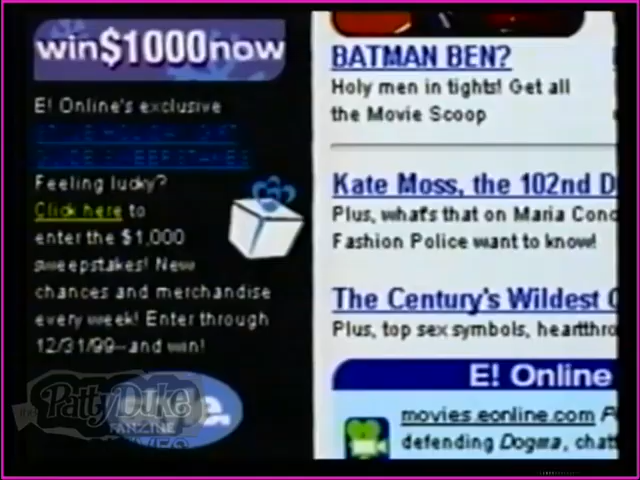 win$1000now
E! Online's exclusive
Feeling lucky?
Click here to
enter the $1,000
sweepstakes! New
chances and merchandise
every week! Enter through
12/31/99--and win!
the
Patty Duke
FANZINE
BATMAN BEN?
Holy men in tights! Get all
the Movie Scoop
Kate Moss, the 102nd D
Plus, what's that on Maria Conc
Fashion Police want to know!
The Century's Wildest
Plus, top sex symbols, heartthro
E! Online
movies.eonline.com
defending Dogma, chatt